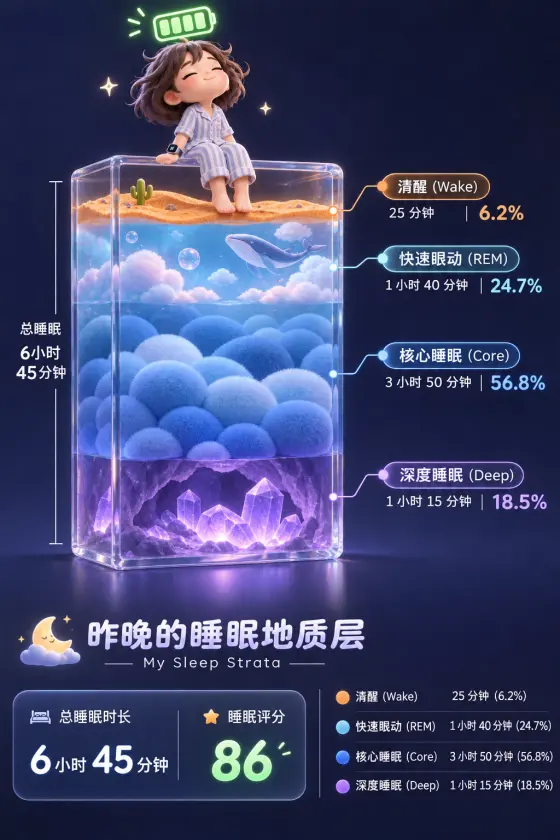 清醒 (Wake)
25 分钟 | 6.2%
快速眼动 (REM)
1 小时 40 分钟 | 24.7%
总睡眠
6小时
45分钟
核心睡眠 (Core)
3 小时 50 分钟 | 56.8%
深度睡眠 (Deep)
1 小时 15 分钟 | 18.5%
昨晚的睡眠地质层
My Sleep Strata
总睡眠时长
6 小时 45 分钟
睡眠评分
86
清醒 (Wake) 25 分钟 (6.2%)
快速眼动 (REM) 1 小时 40 分钟 (24.7%)
核心睡眠 (Core) 3 小时 50 分钟 (56.8%)
深度睡眠 (Deep) 1 小时 15 分钟 (18.5%)